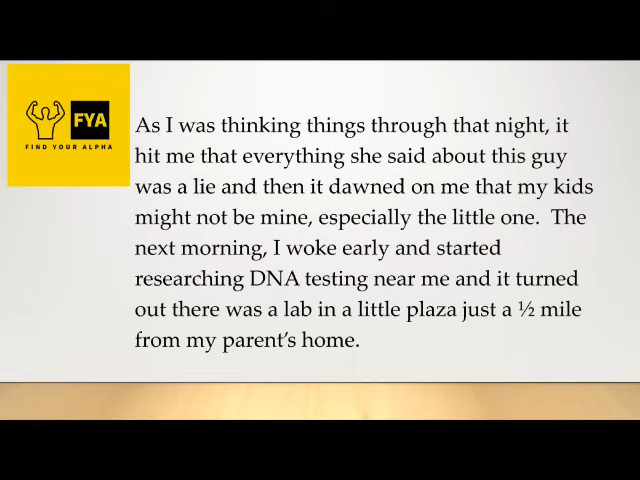 FYA
FIND YOUR ALPHA
As I was thinking things through that night, it
hit me that everything she said about this guy
was a lie and then it dawned on me that my kids
might not be mine, especially the little one.  The
next morning, I woke early and started
researching DNA testing near me and it turned
out there was a lab in a little plaza just a ½ mile
from my parent’s home.